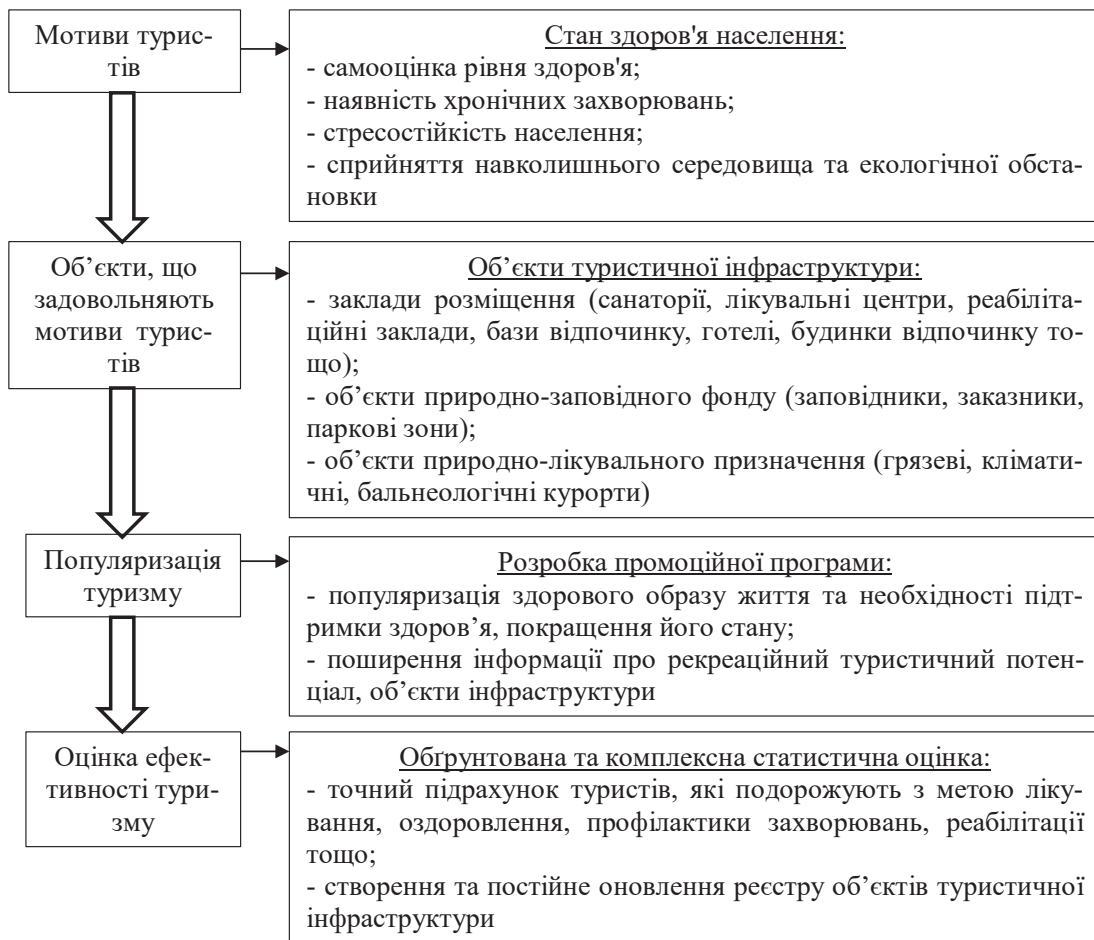 Мотиви турис-
тів
Стан здоров'я населення:
- самооцінка рівня здоров'я;
- наявність хронічних захворювань;
- стресостійкість населення;
- сприйняття навколишнього середовища та екологічної обста-
новки
Об’єкти, що
задовольняють
мотиви турис-
тів
Об’єкти туристичної інфраструктури:
- заклади розміщення (санаторії, лікувальні центри, реабіліта-
ційні заклади, бази відпочинку, готелі, будинки відпочинку то-
що);
- об’єкти природно-заповідного фонду (заповідники, заказники,
паркові зони);
- об’єкти природно-лікувального призначення (грязеві, клімати-
чні, бальнеологічні курорти)
Популяризація
туризму
Розробка промоційної програми:
- популяризація здорового образу життя та необхідності підт-
римки здоров’я, покращення його стану;
- поширення інформації про рекреаційний туристичний потен-
ціал, об’єкти інфраструктури
Оцінка ефек-
тивності тури-
зму
Обґрунтована та комплексна статистична оцінка:
- точний підрахунок туристів, які подорожують з метою ліку-
вання, оздоровлення, профілактики захворювань, реабілітації
тощо;
- створення та постійне оновлення реєстру об’єктів туристичної
інфраструктури